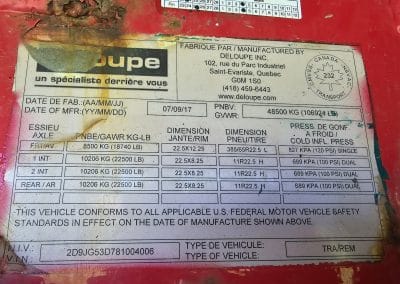 Deloupe
un spécialiste derrière vous
FABRIQUE PAR / MANUFACTURED BY
DELOUPE INC.
102, rue du Parc Industriel
Saint-Evariste, Quebec
G0M 1S0
(418) 459-6443
www.deloupe.com
CANADA
232
TRANSPORT
DATE DE FAB.:(AA/MM/JJ)
DATE OF MFR:(YY/MM/DD)
07/09/17
PNBV:
GVWR:
48500 KG (106924 LB)
ESSIEU
AXLE
PNBE/GAWR KG-LB
DIMENSION
JANTE/RIM
DIMENSION
PNEU/TIRE
PRESS. DE GONF
A FROID /
COLD INFL. PRESS
FRT/AV 8500 KG (18740 LB) 22.5X12.25 385/65R22.5 L 827 KPA (120 PSI) SINGLE
1 INT 10206 KG (22500 LB) 22.5X8.25 11R22.5 H 689 KPA (100 PSI) DUAL
2 INT 10206 KG (22500 LB) 22.5X8.25 11R22.5 H 689 KPA (100 PSI) DUAL
REAR / AR 10206 KG (22500 LB) 22.5X8.25 11R22.5 H 689 KPA (100 PSI) DUAL
THIS VEHICLE CONFORMS TO ALL APPLICABLE U.S. FEDERAL MOTOR VEHICLE SAFETY
STANDARDS IN EFFECT ON THE DATE OF MANUFACTURE SHOWN ABOVE.
N.I.V.:
V.I.N.:
2D9JG53D781004006
TYPE DE VEHICULE:
TYPE OF VEHICLE:
TRA/REM